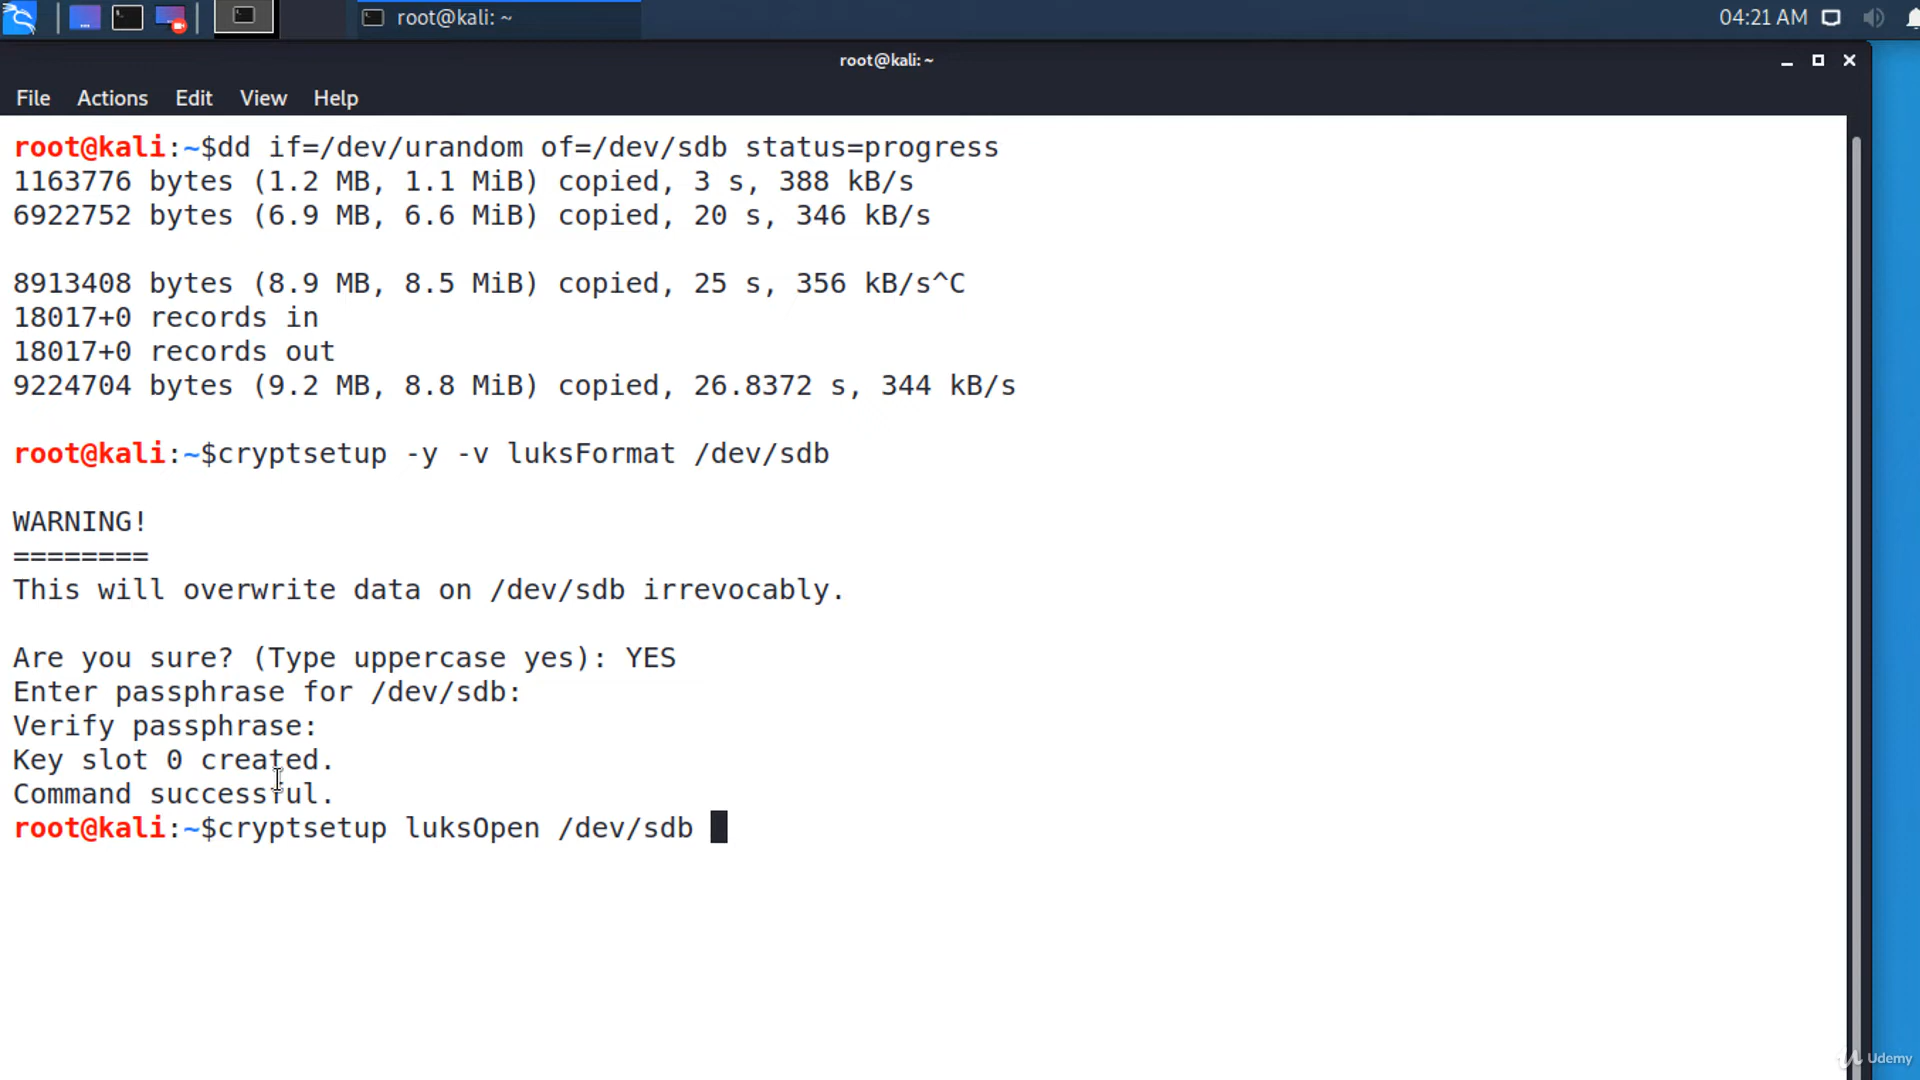 root@kali: ~
04:21 AM
root@kali: ~
File Actions Edit View Help
root@kali:~$dd if=/dev/urandom of=/dev/sdb status=progress
1163776 bytes (1.2 MB, 1.1 MiB) copied, 3 s, 388 kB/s
6922752 bytes (6.9 MB, 6.6 MiB) copied, 20 s, 346 kB/s
8913408 bytes (8.9 MB, 8.5 MiB) copied, 25 s, 356 kB/s^C
18017+0 records in
18017+0 records out
9224704 bytes (9.2 MB, 8.8 MiB) copied, 26.8372 s, 344 kB/s
root@kali:~$cryptsetup -y -v luksFormat /dev/sdb
WARNING!
========
This will overwrite data on /dev/sdb irrevocably.
Are you sure? (Type uppercase yes): YES
Enter passphrase for /dev/sdb:
Verify passphrase:
Key slot 0 created.
Command successful.
root@kali:~$cryptsetup luksOpen /dev/sdb
Udemy